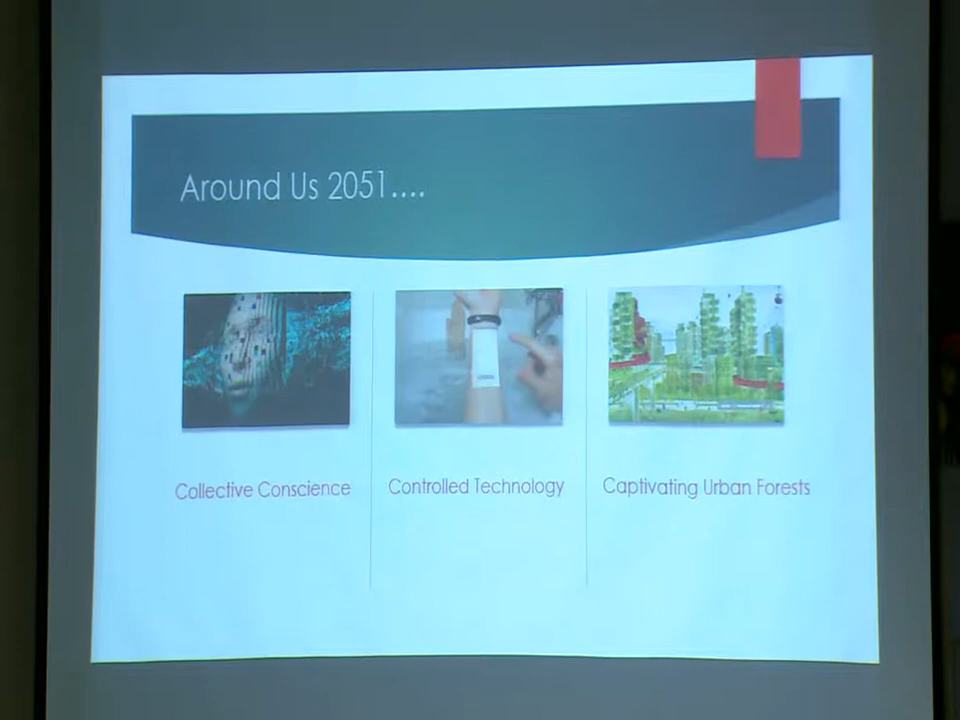 Around Us 2051....
Collective Conscience
Controlled Technology
Captivating Urban Forests